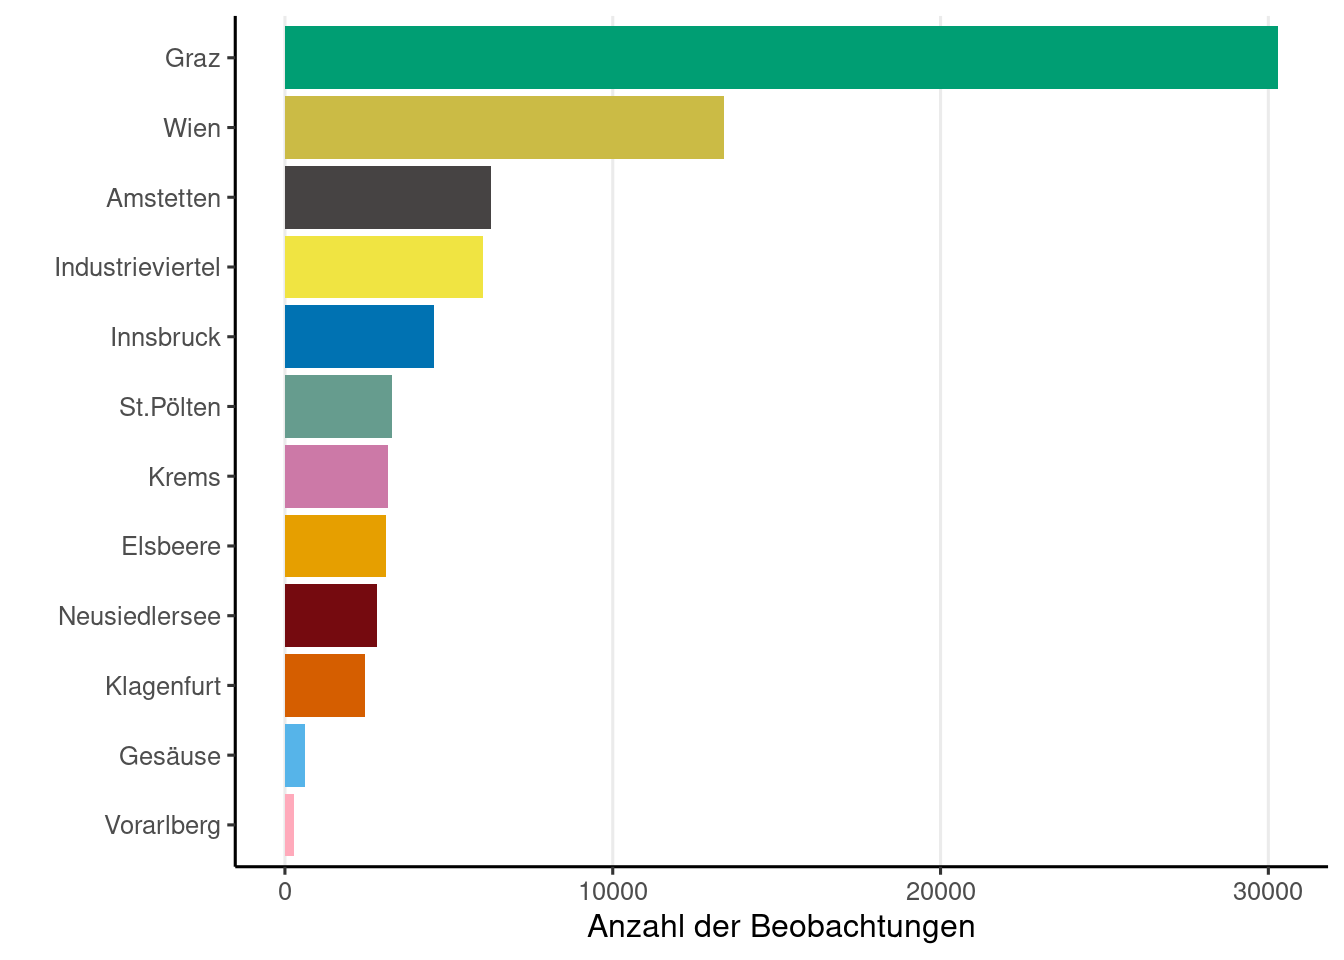 Graz
Wien
Amstetten
Industrieviertel
Innsbruck
St.Pölten
Krems
Elsbeere
Neusiedlersee
Klagenfurt
Gesäuse
Vorarlberg
0 10000 20000 30000
Anzahl der Beobachtungen